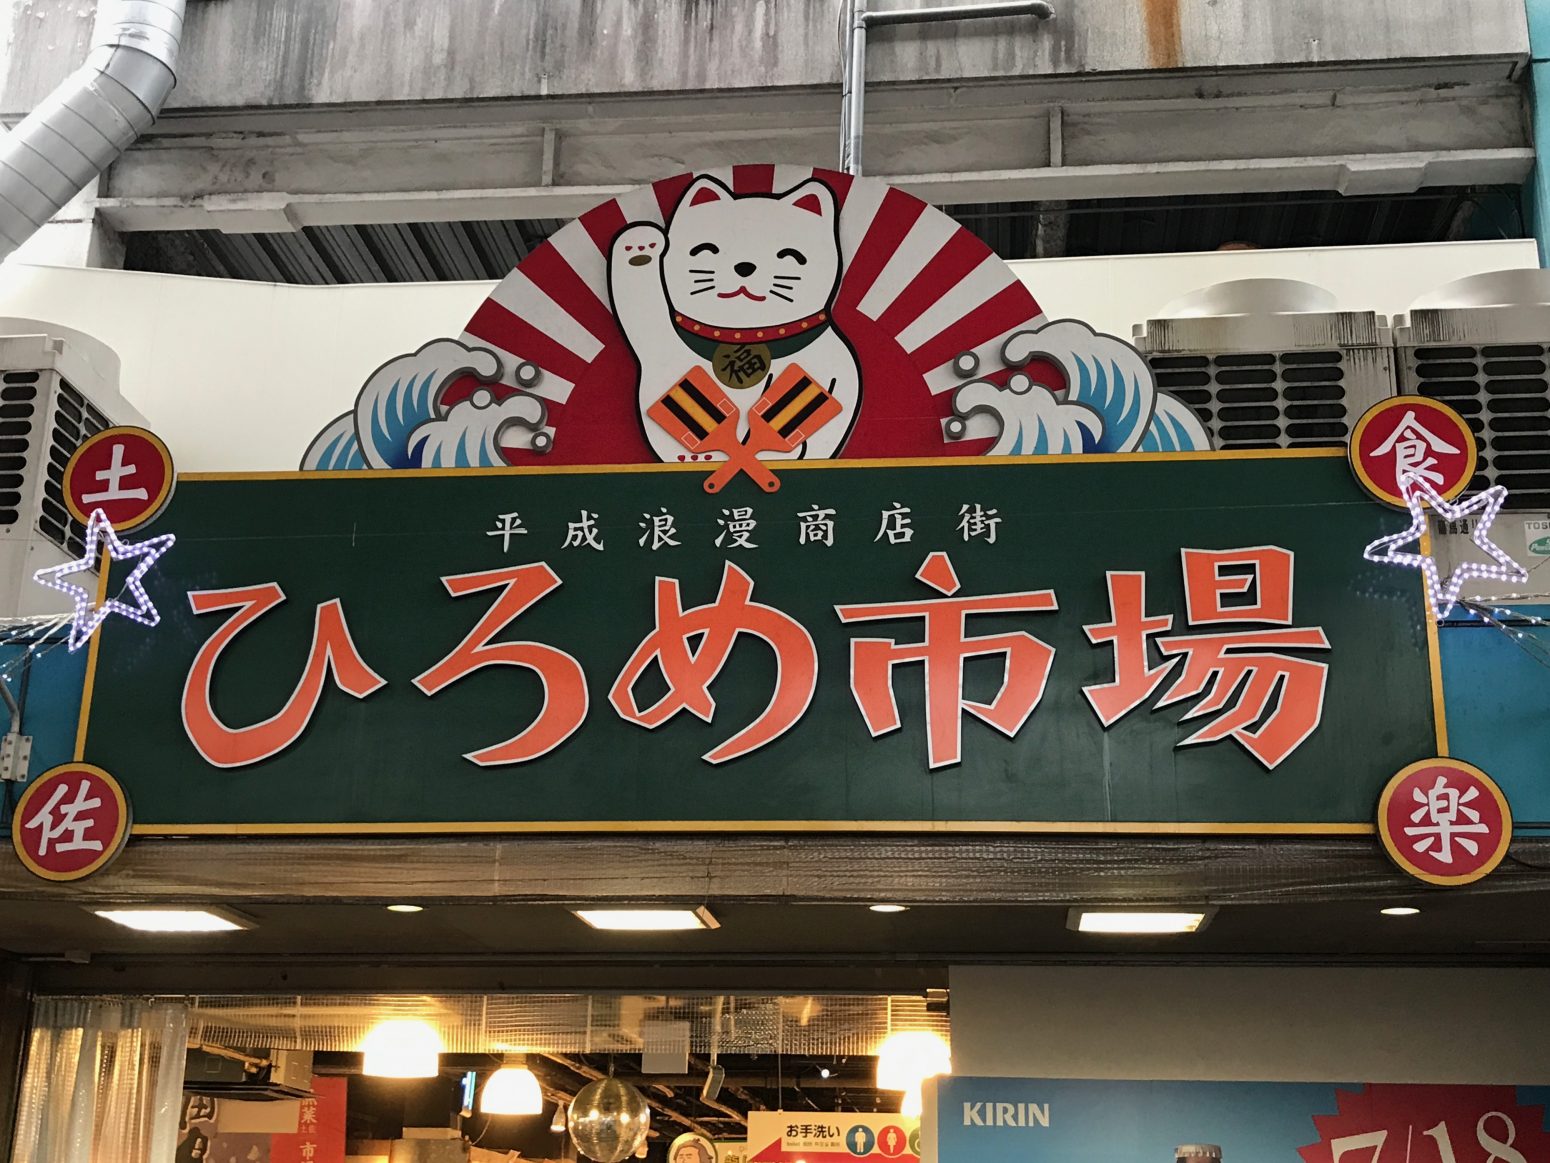 福
土
食
平成浪漫商店街
ひろめ市場
佐
楽
KIRIN
お手洗い
7/18